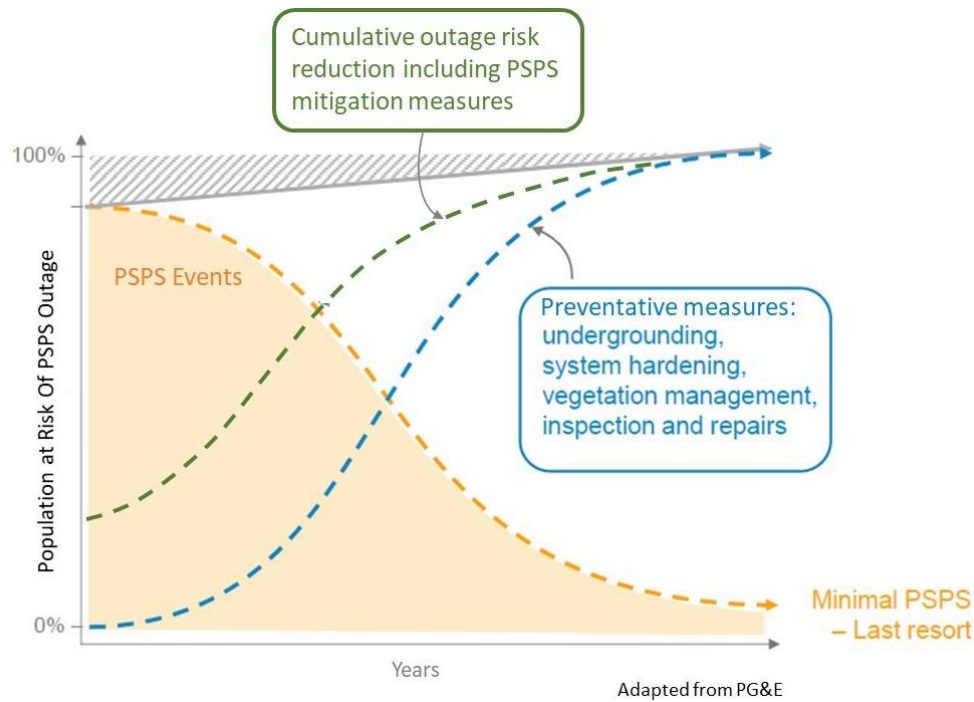 Cumulative outage risk
reduction including PSPS
mitigation measures
100%
Population at Risk Of PSPS Outage
PSPS Events
Preventative measures:
undergrounding,
system hardening,
vegetation management,
inspection and repairs
0%
Minimal PSPS
– Last resort
Years
Adapted from PG&E